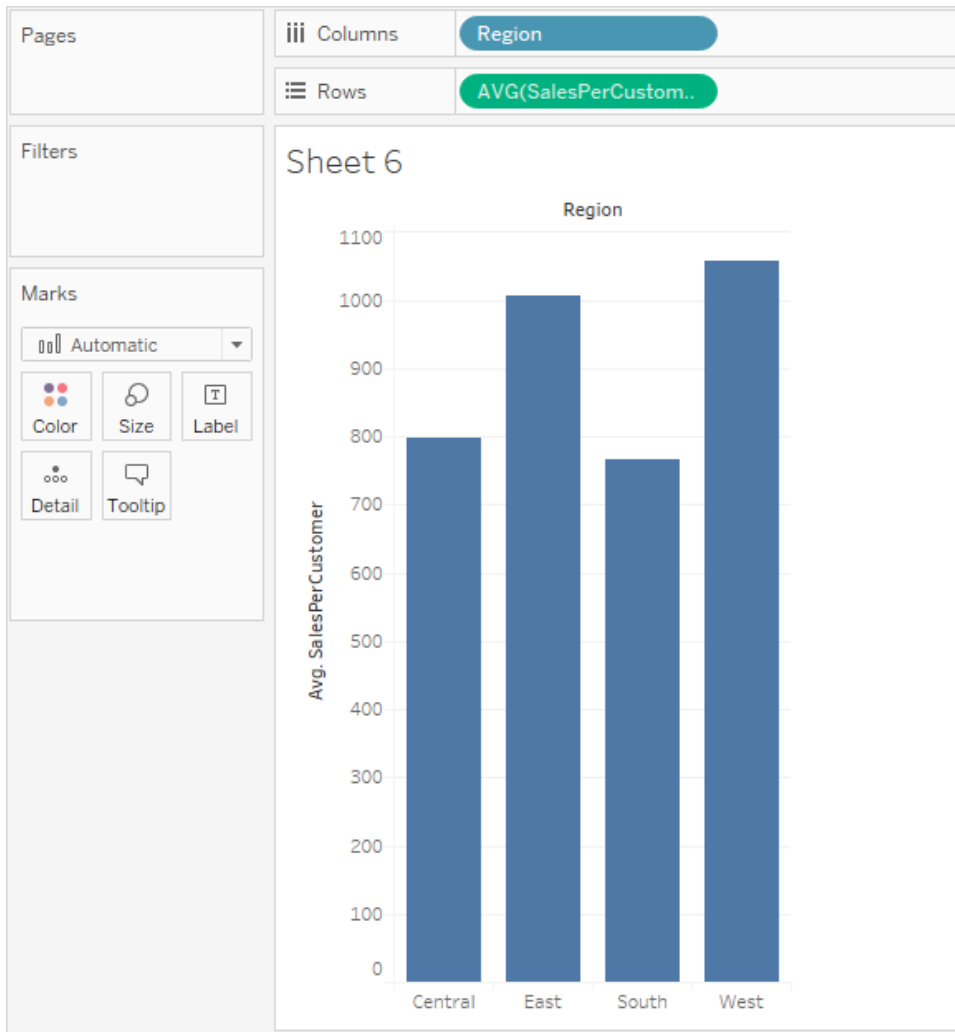 Pages
iii Columns
Region
Rows
AVG(SalesPerCustom..
Filters
Marks
Automatic
Color
Size
T
Label
Detail
Tooltip
Sheet 6
Region
1100
1000
900
800
700
600
500
400
300
200
100
0
Avg. SalesPerCustomer
Central East South West